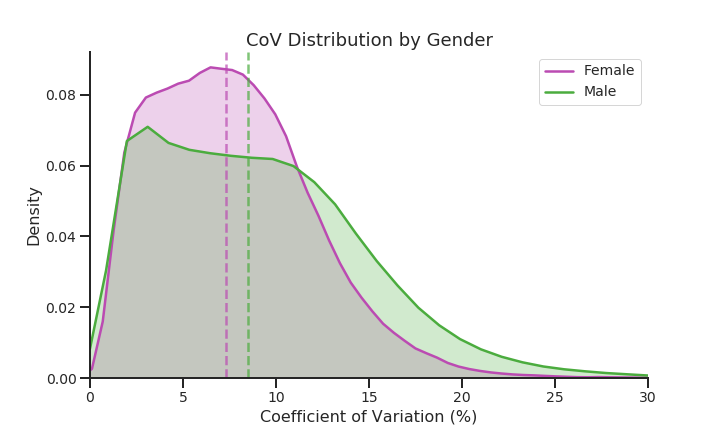 CoV Distribution by Gender
Female
Male
0.08
0.06
0.04
0.02
0.00
Density
0 5 10 15 20 25 30
Coefficient of Variation (%)